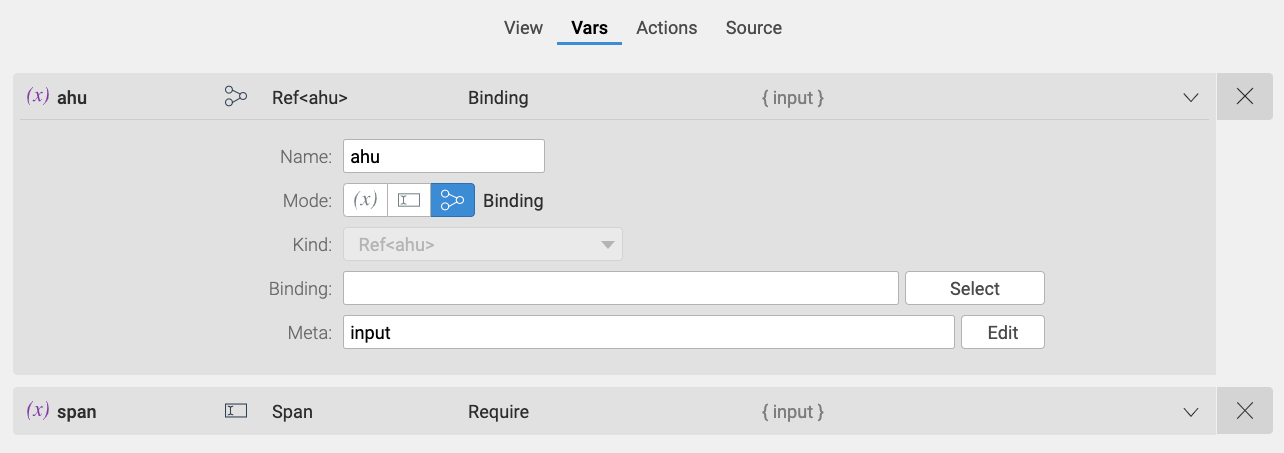 View Vars Actions Source
(x) ahu Ref<ahu> Binding { input }
Name: ahu
Mode: (x) Binding
Kind: Ref<ahu>
Binding: Select
Meta: input Edit
(x) span Span Require { input }